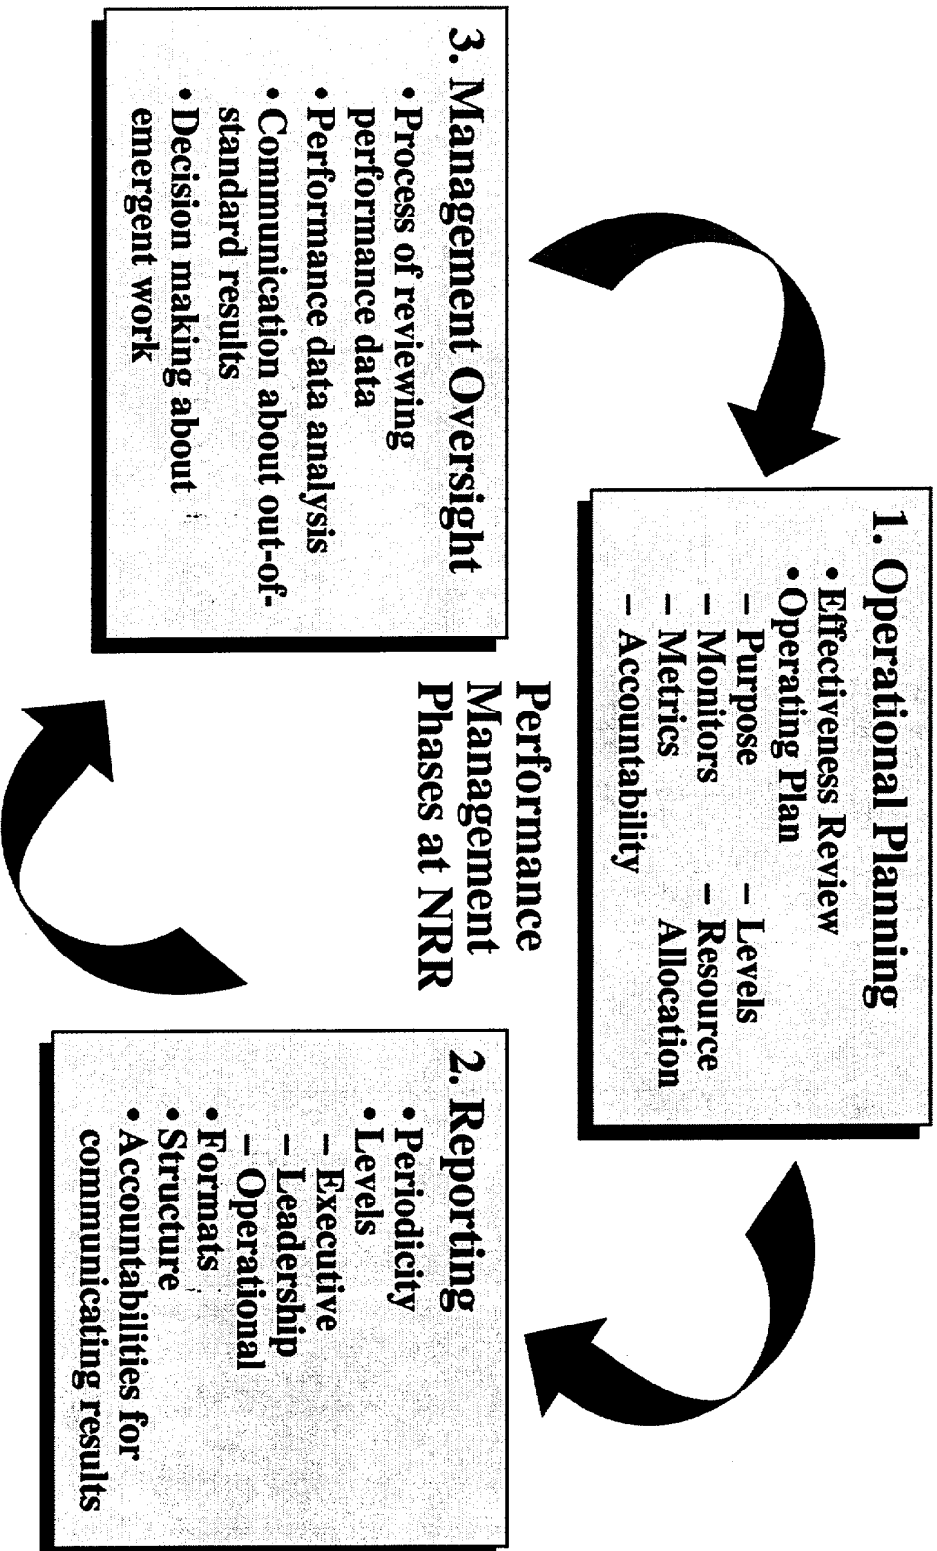 1. Operational Planning
• Effectiveness Review
• Operating Plan
– Purpose – Levels
– Monitors – Resource
– Metrics Allocation
– Accountability
Performance
Management
Phases at NRR
3. Management Oversight
• Process of reviewing
performance data
• Performance data analysis
• Communication about out-of-
standard results
• Decision making about
emergent work
2. Reporting
• Periodicity
• Levels
– Executive
– Leadership
– Operational
• Formats
• Structure
• Accountabilities for
communicating results